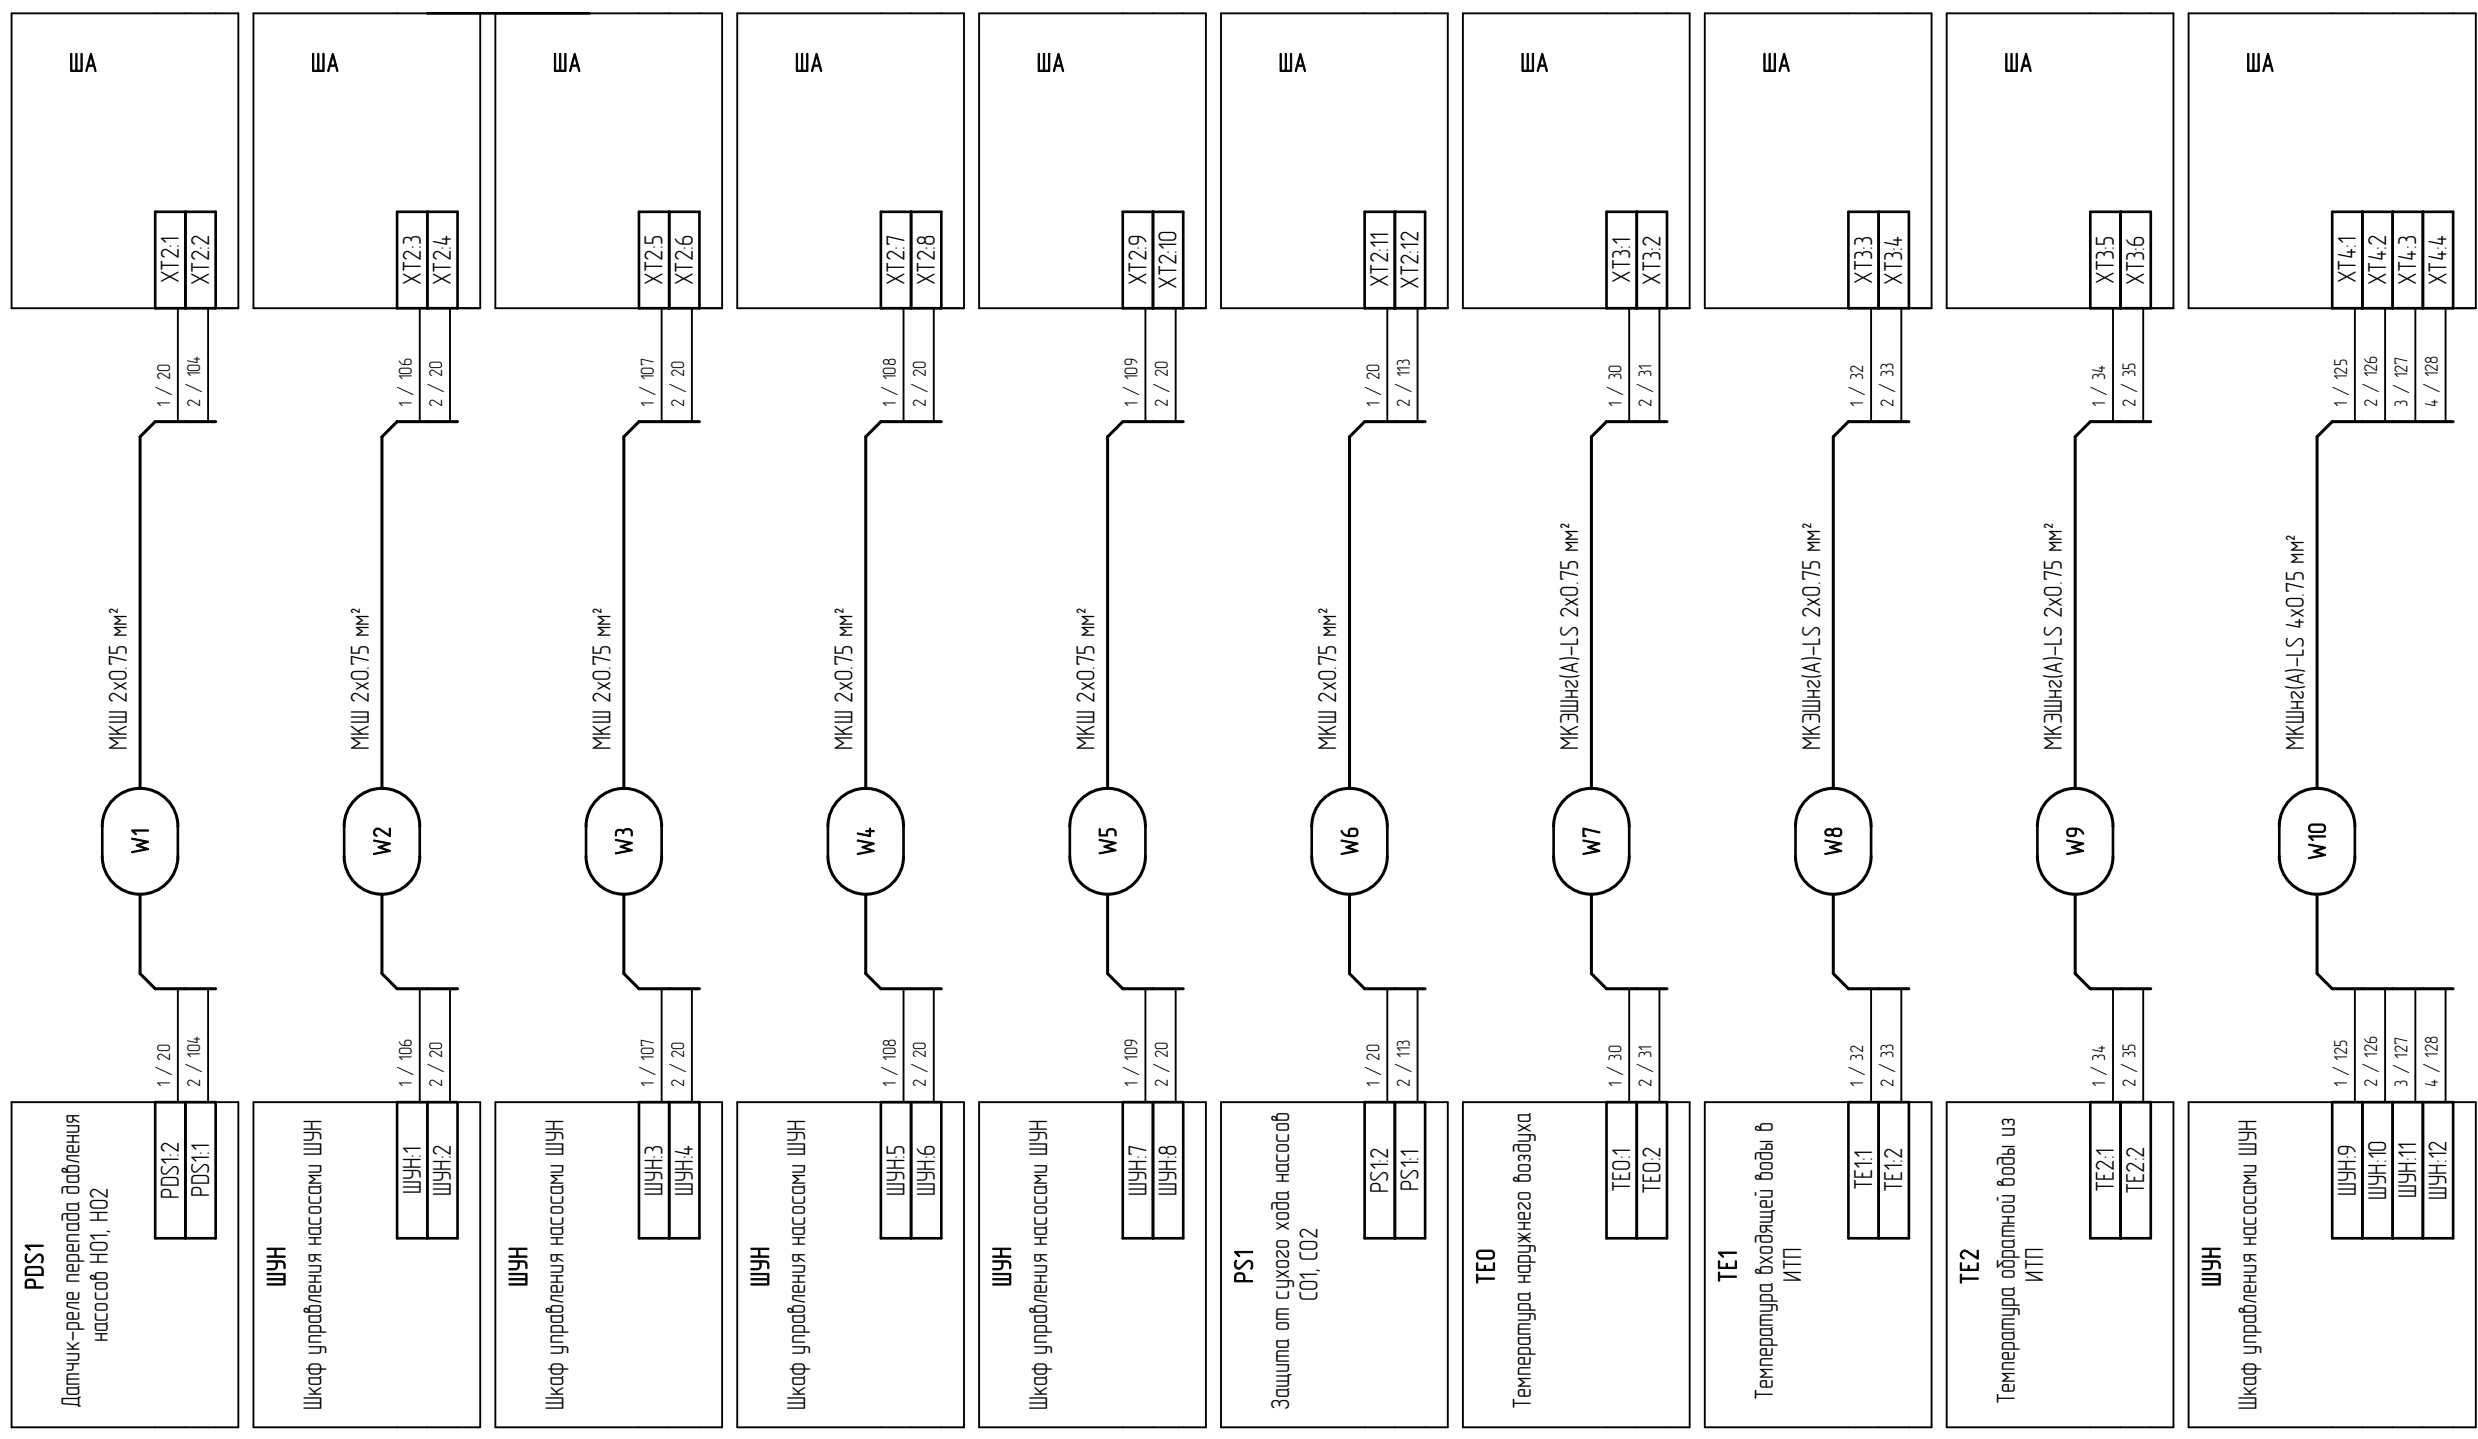 ША
XT2:1
XT2:2
1 / 20
2 / 104
МКШ 2x0.75 мм²
W1
1 / 20
2 / 104
PDS1:2
PDS1:1
PDS1
Датчик-реле перепада давления
насосов НО1, НО2
ША
XT2:3
XT2:4
1 / 106
2 / 20
МКШ 2x0.75 мм²
W2
1 / 106
2 / 20
ШУН:1
ШУН:2
ШУН
Шкаф управления насосами ШУН
ША
XT2:5
XT2:6
1 / 107
2 / 20
МКШ 2x0.75 мм²
W3
1 / 107
2 / 20
ШУН:3
ШУН:4
ШУН
Шкаф управления насосами ШУН
ША
XT2:7
XT2:8
1 / 108
2 / 20
МКШ 2x0.75 мм²
W4
1 / 108
2 / 20
ШУН:5
ШУН:6
ШУН
Шкаф управления насосами ШУН
ША
XT2:9
XT2:10
1 / 109
2 / 20
МКШ 2x0.75 мм²
W5
1 / 109
2 / 20
ШУН:7
ШУН:8
ШУН
Шкаф управления насосами ШУН
ША
XT2:11
XT2:12
1 / 20
2 / 113
МКШ 2x0.75 мм²
W6
1 / 20
2 / 113
PS1:2
PS1:1
PS1
Защита от сухого хода насосов
СО1, СО2
ША
XT3:1
XT3:2
1 / 30
2 / 31
МКЭШнг(А)-LS 2x0.75 мм²
W7
1 / 30
2 / 31
TE0:1
TE0:2
TE0
Температура наружнего воздуха
ША
XT3:3
XT3:4
1 / 32
2 / 33
МКЭШнг(А)-LS 2x0.75 мм²
W8
1 / 32
2 / 33
TE1:1
TE1:2
TE1
Температура входящей воды в
ИТП
ША
XT3:5
XT3:6
1 / 34
2 / 35
МКЭШнг(А)-LS 2x0.75 мм²
W9
1 / 34
2 / 35
TE2:1
TE2:2
TE2
Температура обратной воды из
ИТП
ША
XT4:1
XT4:2
XT4:3
XT4:4
1 / 125
2 / 126
3 / 127
4 / 128
МКШнг(А)-LS 4x0.75 мм²
W10
1 / 125
2 / 126
3 / 127
4 / 128
ШУН:9
ШУН:10
ШУН:11
ШУН:12
ШУН
Шкаф управления насосами ШУН